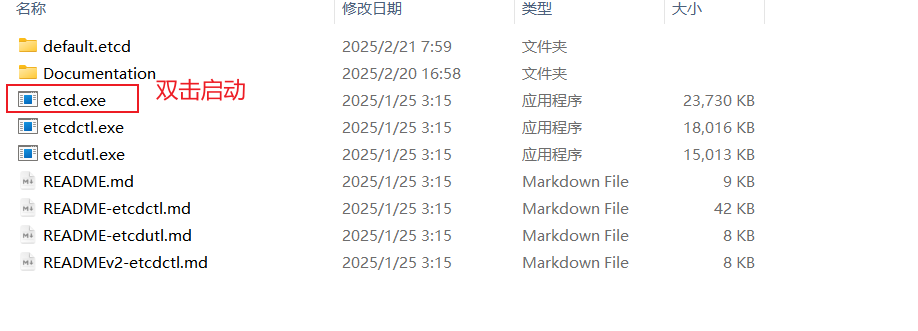 名称 修改日期 类型 大小
default.etcd 2025/2/21 7:59 文件夹
Documentation 2025/2/20 16:58 文件夹
etcd.exe 双击启动 2025/1/25 3:15 应用程序 23,730 KB
etcdctl.exe 2025/1/25 3:15 应用程序 18,016 KB
etcdutl.exe 2025/1/25 3:15 应用程序 15,013 KB
README.md 2025/1/25 3:15 Markdown File 9 KB
README-etcdctl.md 2025/1/25 3:15 Markdown File 42 KB
README-etcdutl.md 2025/1/25 3:15 Markdown File 8 KB
READMEv2-etcdctl.md 2025/1/25 3:15 Markdown File 8 KB